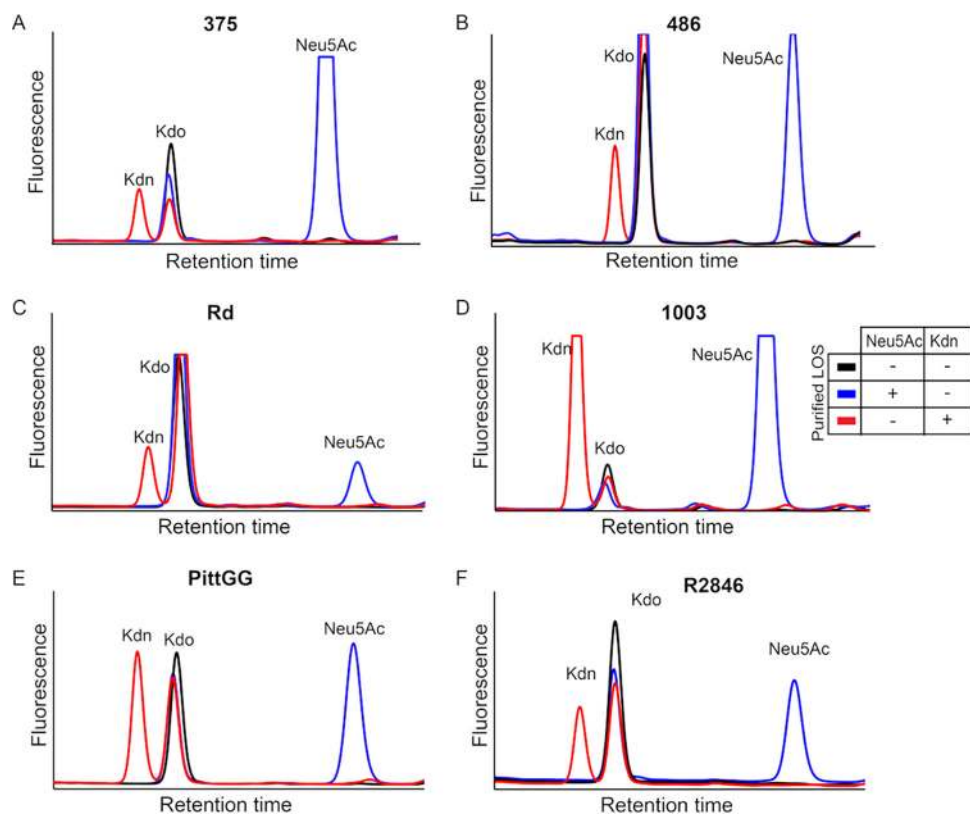 A
375
Neu5Ac
Kdo
Kdn
Fluorescence
Retention time
B
486
Kdo
Neu5Ac
Kdn
Fluorescence
Retention time
C
Rd
Kdo
Kdn
Neu5Ac
Fluorescence
Retention time
D
1003
Kdn
Neu5Ac
Kdo
Fluorescence
Retention time
Neu5Ac Kdn
Purified LOS
- -
+ -
- +
E
PittGG
Kdn
Kdo
Neu5Ac
Fluorescence
Retention time
F
R2846
Kdo
Kdn
Neu5Ac
Fluorescence
Retention time